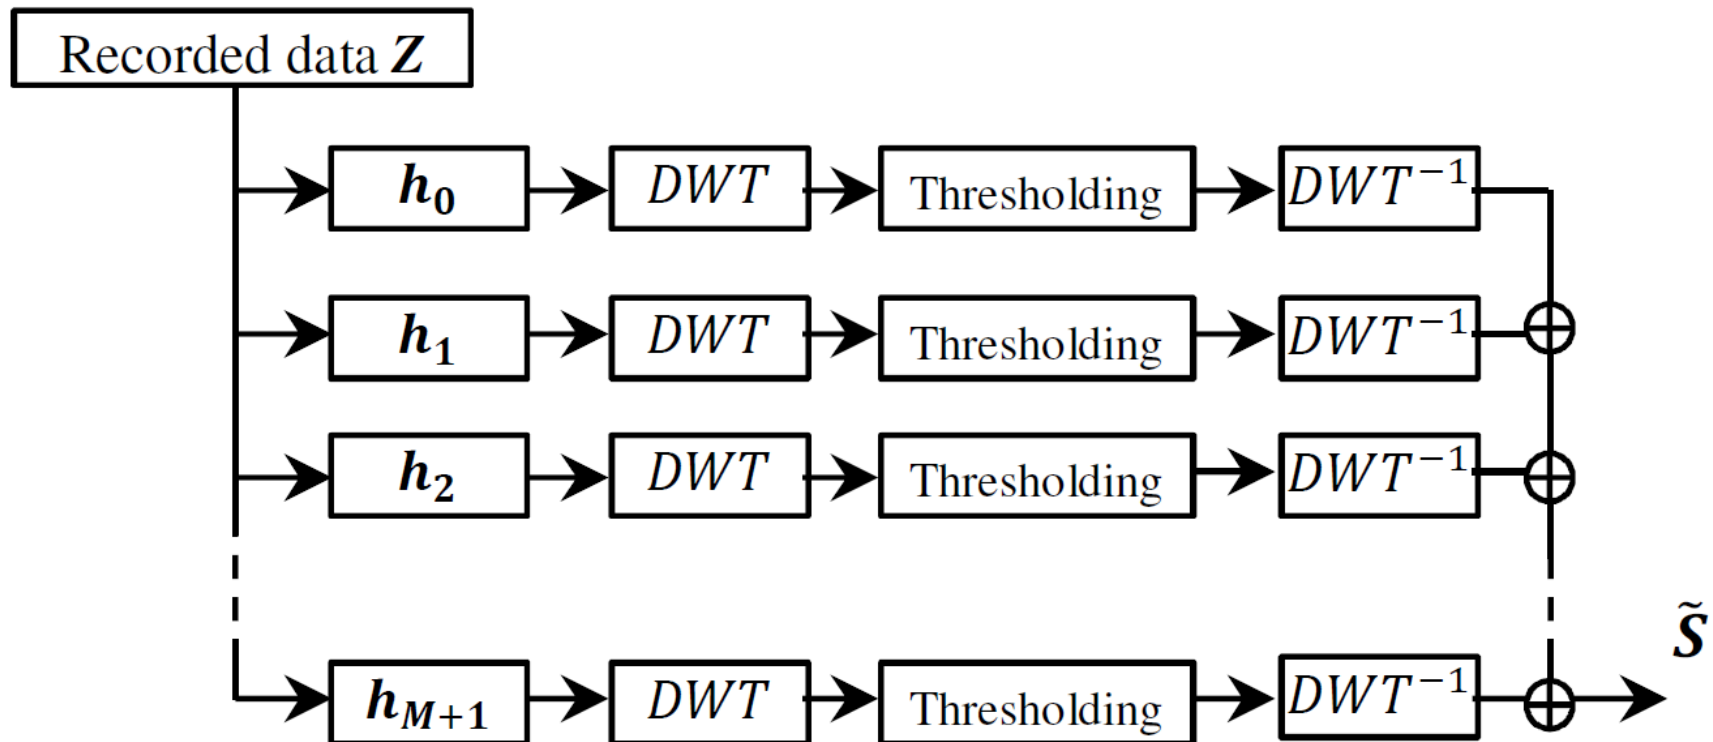 Recorded data Z
h₀ DWT Thresholding DWT⁻¹
h₁ DWT Thresholding DWT⁻¹
h₂ DWT Thresholding DWT⁻¹
S̃
h_{M+1} DWT Thresholding DWT⁻¹